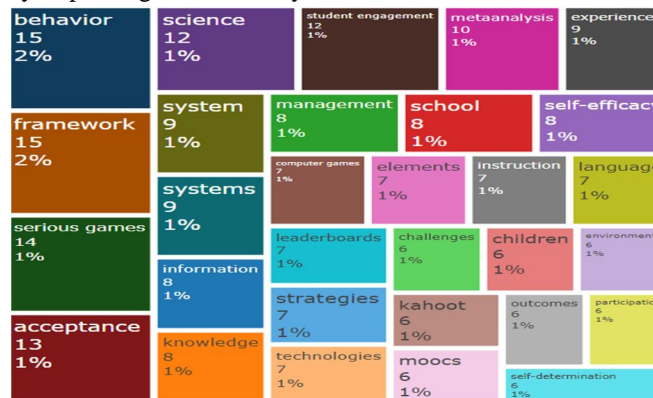 behavior
15
2%
science
12
1%
student engagement
12
1%
metaanalysis
10
1%
experience
9
1%
framework
15
2%
system
9
1%
management
8
1%
school
8
1%
self-efficac
8
1%
systems
9
1%
computer games
7
1%
elements
7
1%
instruction
7
1%
languag
7
1%
serious games
14
1%
leaderboards
7
1%
challenges
6
1%
children
6
1%
environment
6
1%
information
8
1%
strategies
7
1%
kahoot
6
1%
outcomes
6
1%
participatio
6
1%
acceptance
13
1%
knowledge
8
1%
technologies
7
1%
moocs
6
1%
self-determination
6
1%